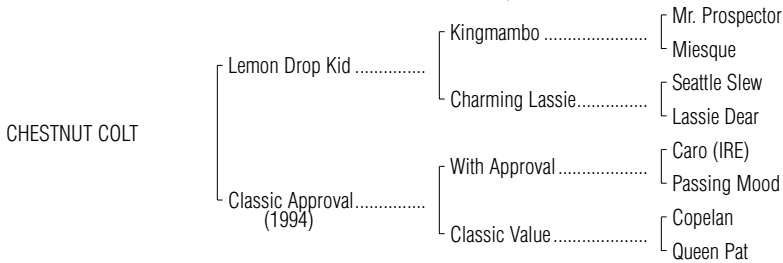 Mr. Prospector
Kingmambo ......................
Miesque
Lemon Drop Kid ...............
Seattle Slew
Charming Lassie...............
Lassie Dear
CHESTNUT COLT
Caro (IRE)
With Approval ...................
Passing Mood
Classic Approval...............
(1994)
Copelan
Classic Value ....................
Queen Pat